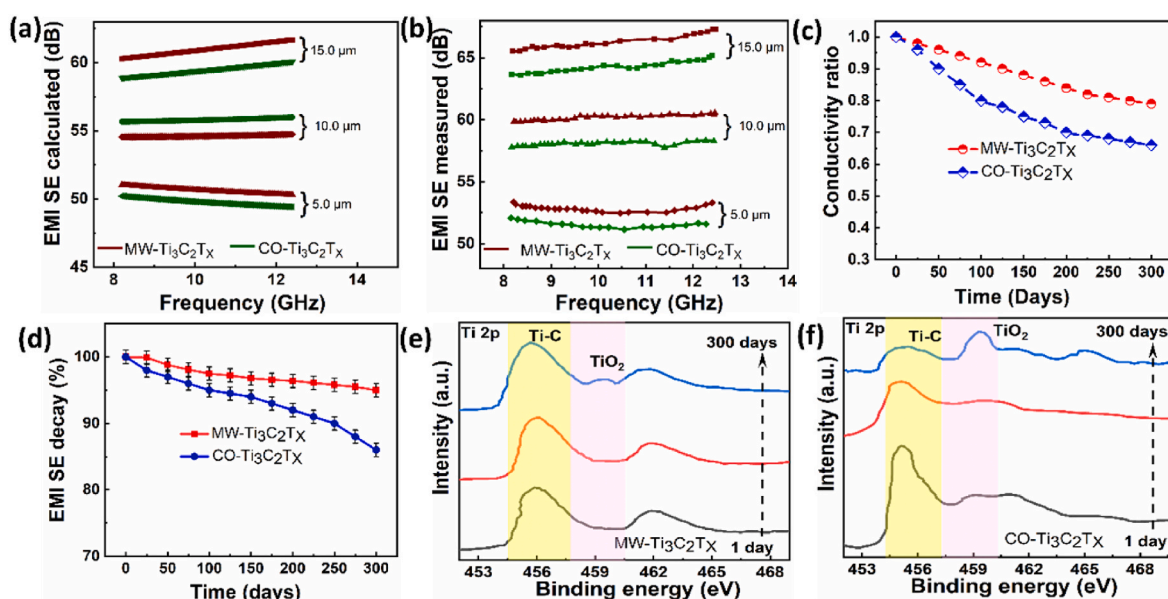 (a)
EMI SE calculated (dB)
60
55
50
45
15.0 μm
10.0 μm
5.0 μm
MW-Ti3C2TX
CO-Ti3C2TX
8 10 12 14
Frequency (GHz)
(b)
EMI SE measured (dB)
65
60
55
50
15.0 μm
10.0 μm
5.0 μm
MW-Ti3C2TX
CO-Ti3C2TX
8 9 10 11 12 13 14
Frequency (GHz)
(c)
Conductivity ratio
1.0
0.9
0.8
0.7
0.6
0.5
0.4
0.3
MW-Ti3C2TX
CO-Ti3C2TX
0 50 100 150 200 250 300
Time (Days)
(d)
EMI SE decay (%)
100
90
80
70
MW-Ti3C2TX
CO-Ti3C2TX
0 50 100 150 200 250 300
Time (days)
(e)
Intensity (a.u.)
Ti 2p
Ti-C
TiO2
300 days
1 day
MW-Ti3C2TX
453 456 459 462 465 468
Binding energy (eV)
(f)
Intensity (a.u.)
Ti 2p
Ti-C
TiO2
300 days
1 day
CO-Ti3C2TX
453 456 459 462 465 468
Binding energy (eV)